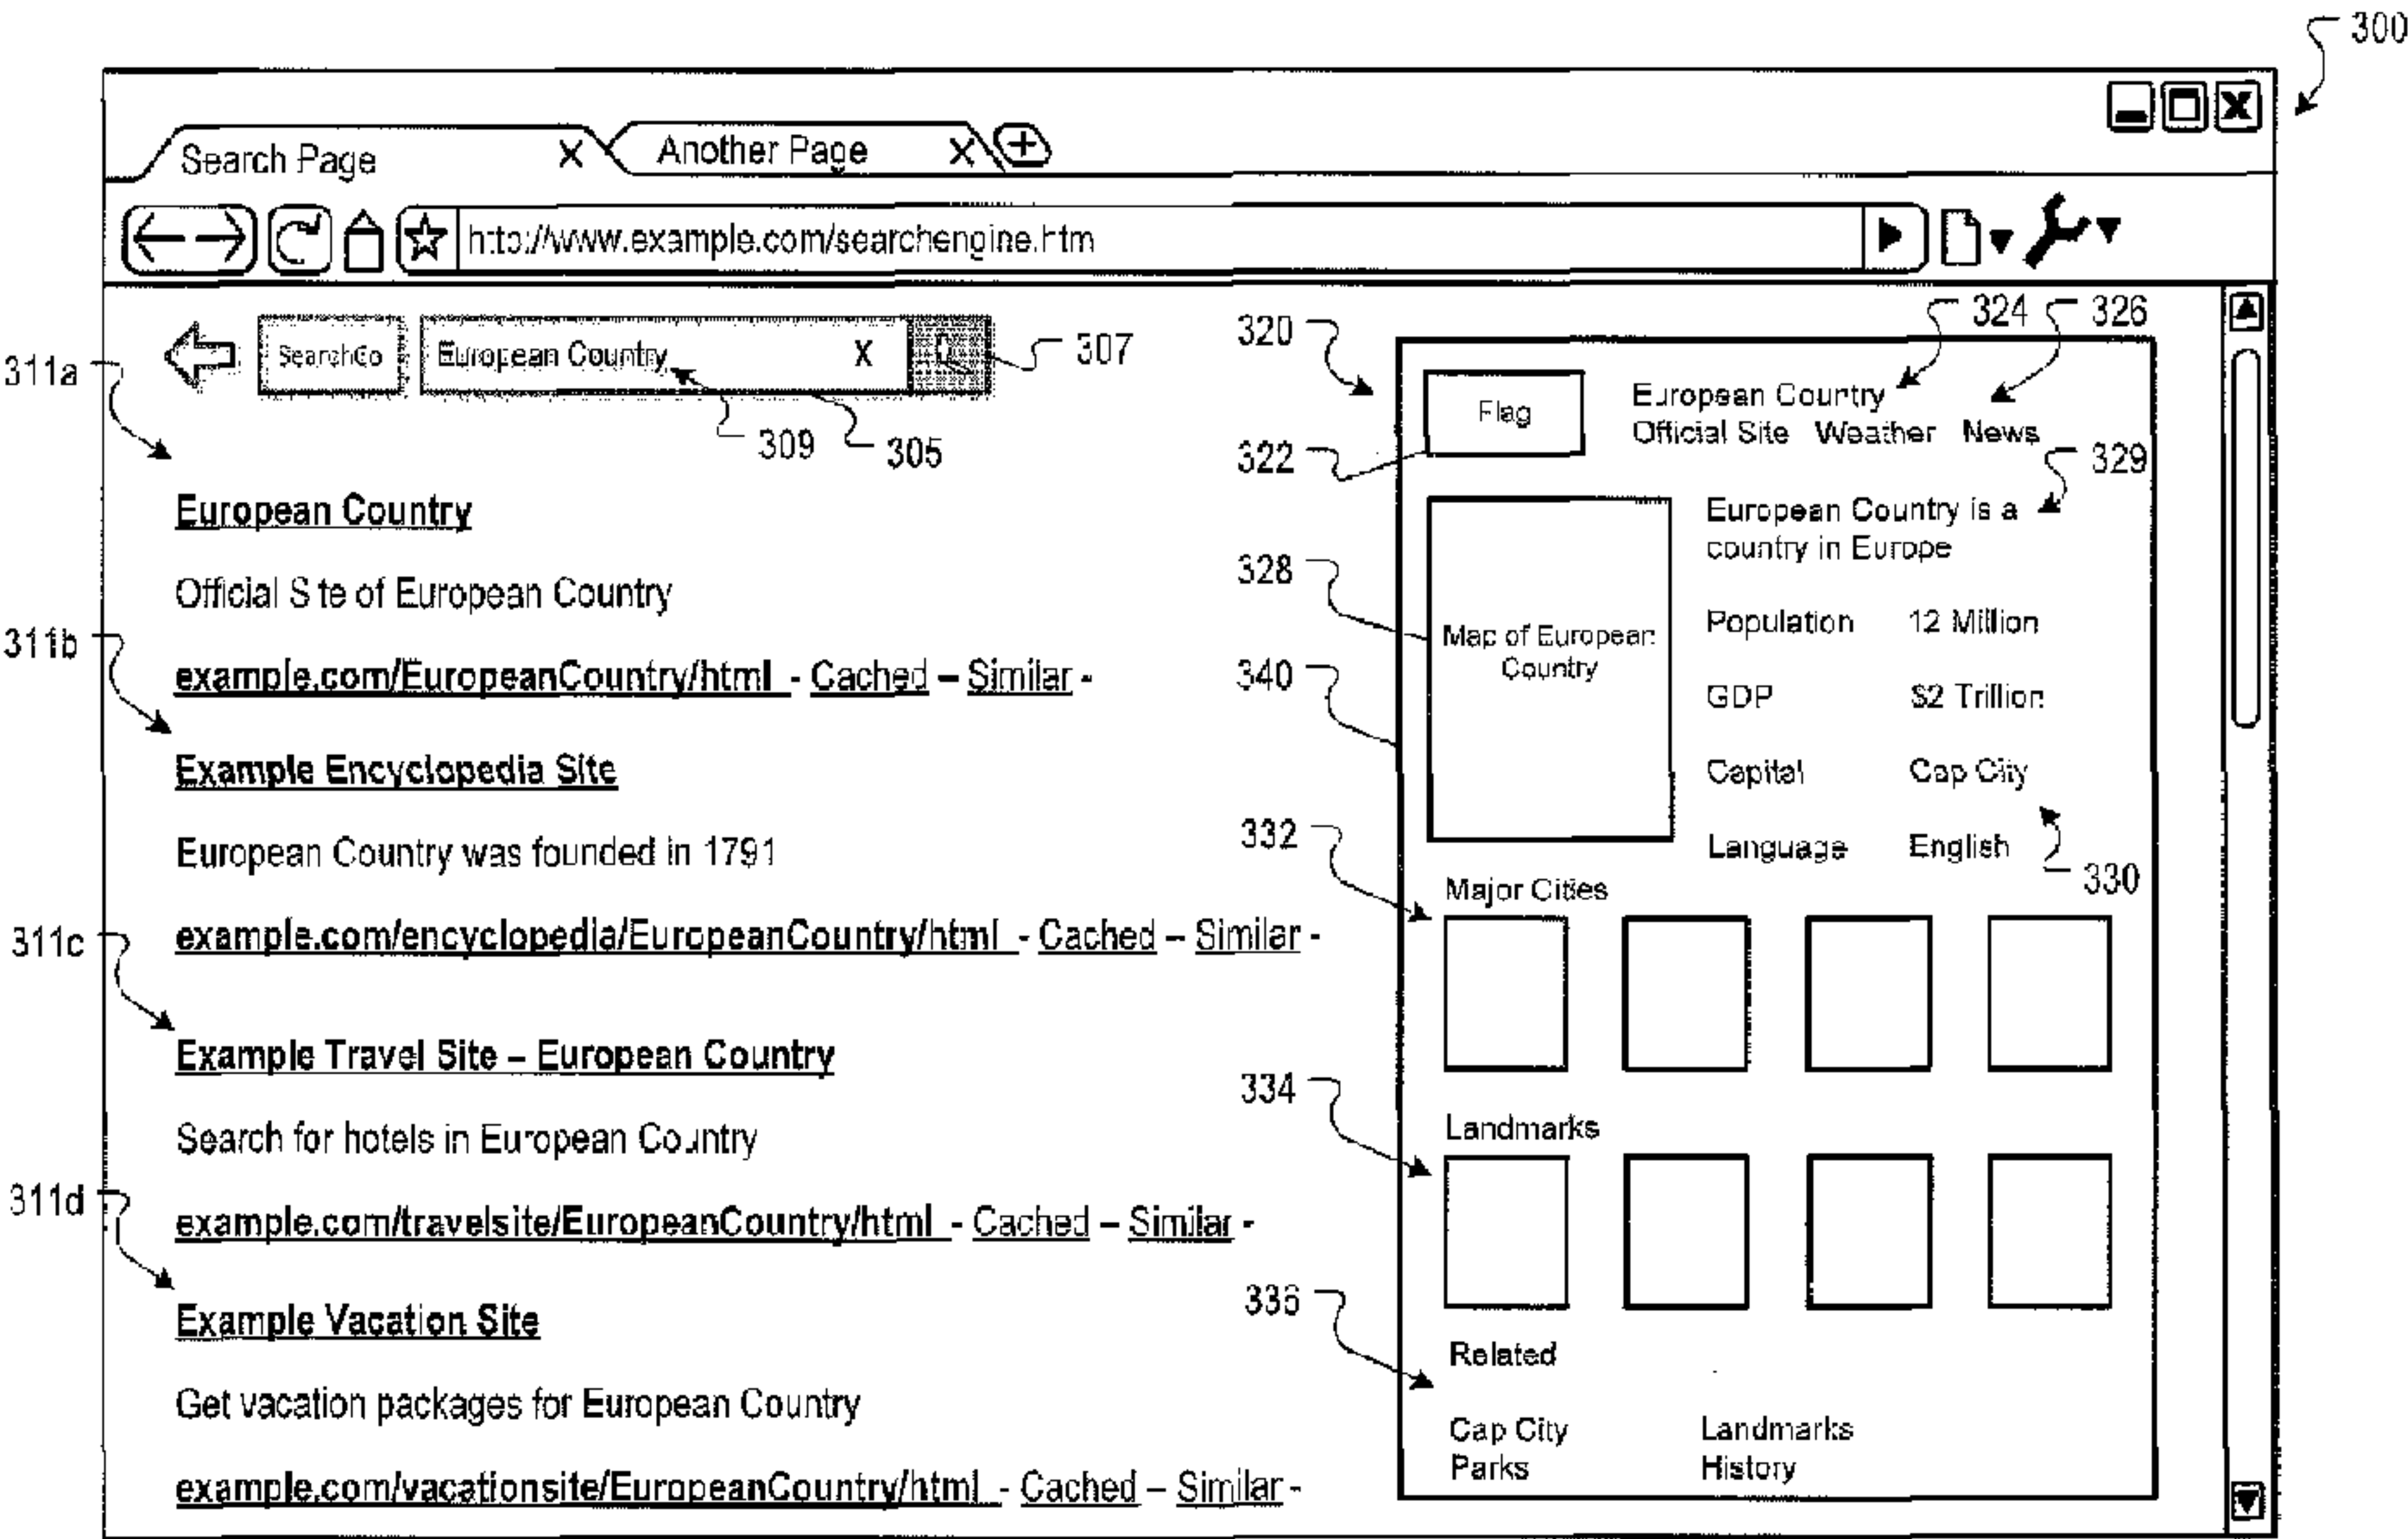 300
Search Page X Another Page X
http://www.example.com/searchengine.htm
SearchCo European Country X 307
309 305
311a
European Country
Official Site of European Country
311b
example.com/EuropeanCountry/html - Cached – Similar -
Example Encyclopedia Site
European Country was founded in 1791
311c
example.com/encyclopedia/EuropeanCountry/html - Cached – Similar -
Example Travel Site – European Country
Search for hotels in European Country
311d
example.com/travelsite/EuropeanCountry/html - Cached – Similar -
Example Vacation Site
Get vacation packages for European Country
example.com/vacationsite/EuropeanCountry/html - Cached – Similar -
320 324 326
Flag
European Country
Official Site Weather News
322 329
European Country is a
country in Europe
328
Map of European
Country
340
Population 12 Million
GDP $2 Trillion
Capital Cap City
Language English
330
332
Major Cities
334
Landmarks
336
Related
Cap City Landmarks
Parks History